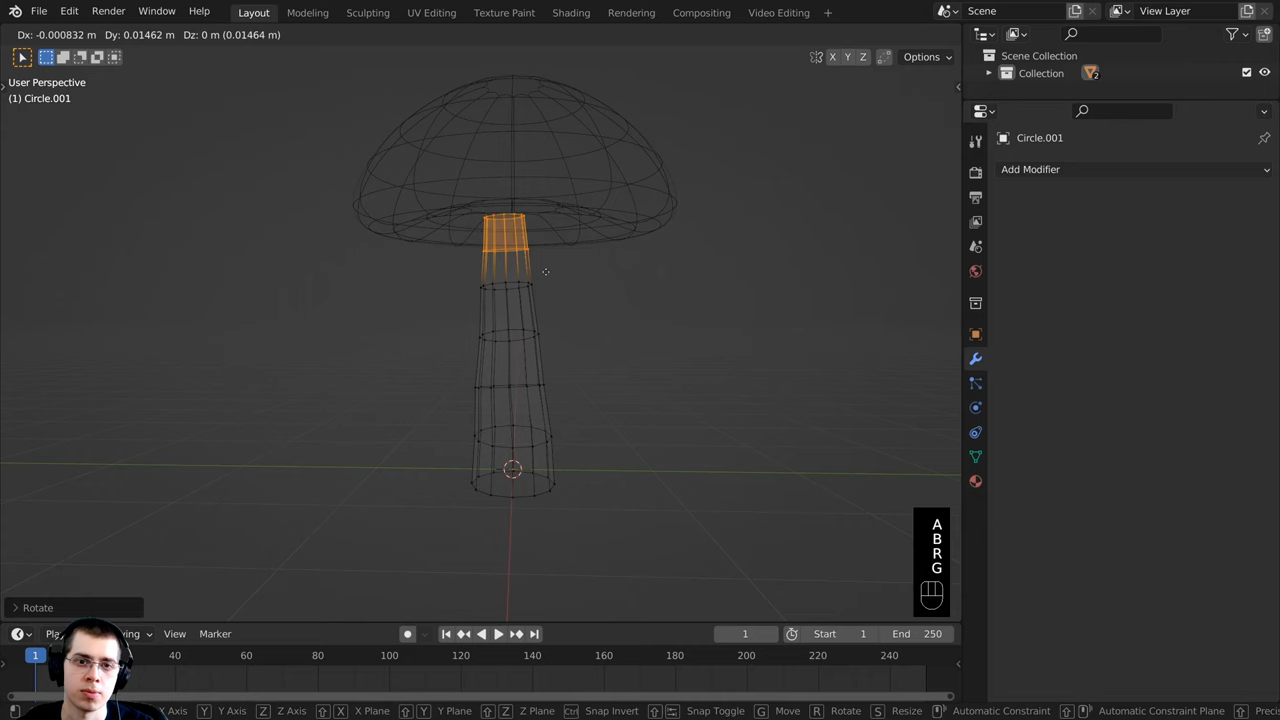 File Edit Render Window Help Layout Modeling Sculpting UV Editing Texture Paint Shading Rendering Compositing Video Editing + Scene View Layer
Dx: -0.000832 m Dy: 0.01462 m Dz: 0 m (0.01464 m)
X Y Z Options
User Perspective
(1) Circle.001
Scene Collection
Collection 2
Circle.001
Add Modifier
A
B
R
G
> Rotate
View Marker 1 Start 1 End 250
1 40 60 80 100 120 140 160 180 200 220 240
X Axis Y Y Axis Z Z Axis X X Plane Y Y Plane Z Z Plane Ctrl Snap Invert Snap Toggle G Move R Rotate S Resize Automatic Constraint Automatic Constraint Plane